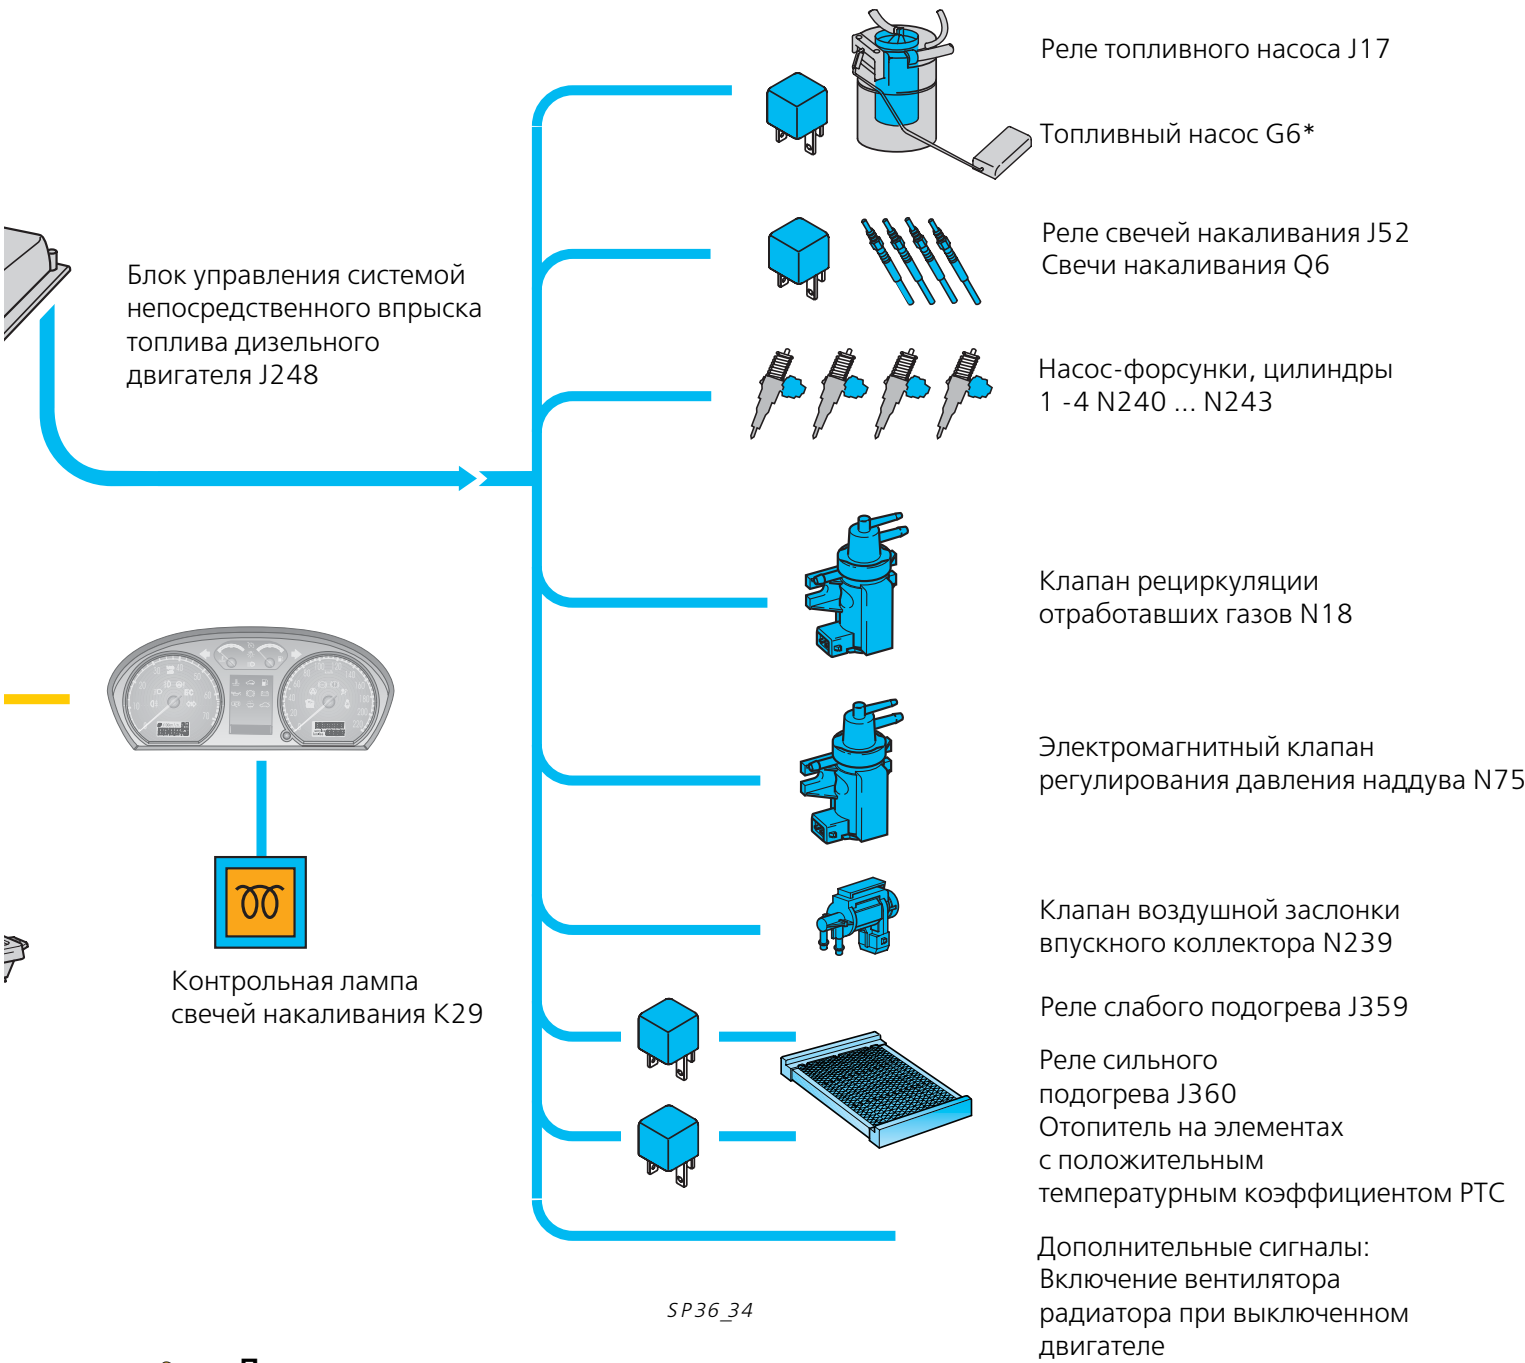 Реле топливного насоса J17
Топливный насос G6*
Реле свечей накаливания J52
Свечи накаливания Q6
Блок управления системой
непосредственного впрыска
топлива дизельного
двигателя J248
Насос-форсунки, цилиндры
1 -4 N240 ... N243
Клапан рециркуляции
отработавших газов N18
Электромагнитный клапан
регулирования давления наддува N75
Клапан воздушной заслонки
впускного коллектора N239
Контрольная лампа
свечей накаливания K29
Реле слабого подогрева J359
Реле сильного
подогрева J360
Отопитель на элементах
с положительным
температурным коэффициентом PTC
Дополнительные сигналы:
Включение вентилятора
радиатора при выключенном
двигателе
SP36_34